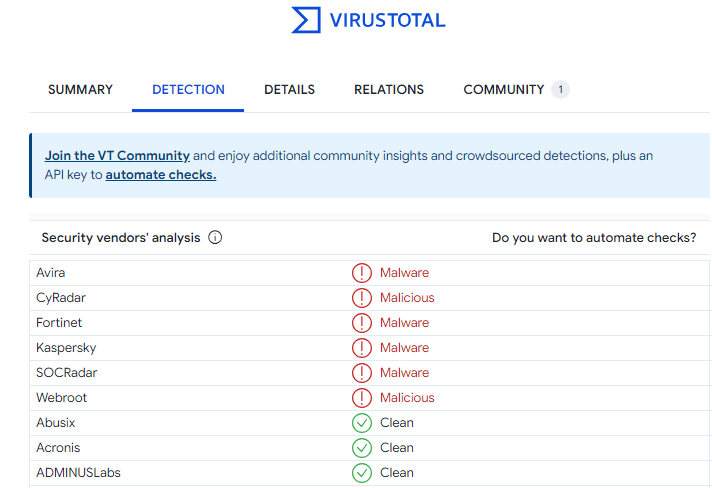 VIRUSTOTAL
SUMMARY DETECTION DETAILS RELATIONS COMMUNITY 1
Join the VT Community and enjoy additional community insights and crowdsourced detections, plus an
API key to automate checks.
Security vendors' analysis Do you want to automate checks?
Avira Malware
CyRadar Malicious
Fortinet Malware
Kaspersky Malware
SOCRadar Malware
Webroot Malicious
Abusix Clean
Acronis Clean
ADMINUSLabs Clean